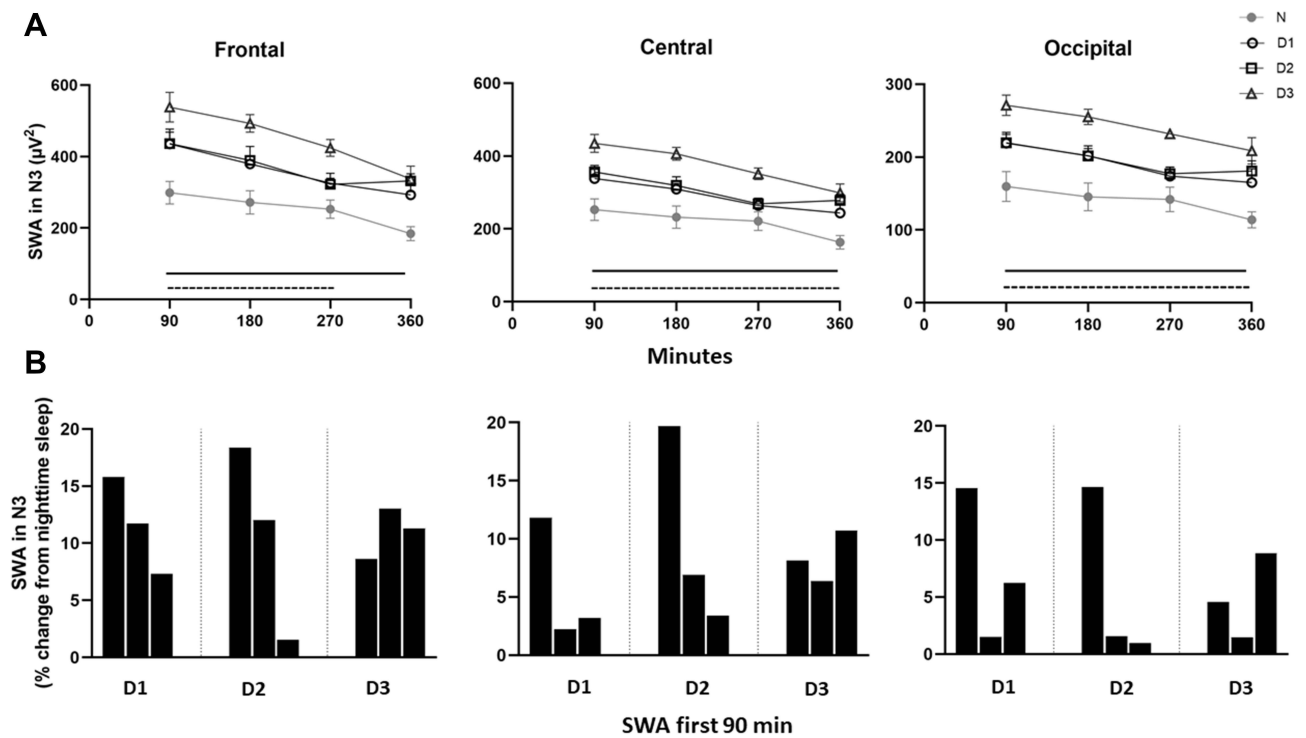 A
Frontal
Central
Occipital
N
D1
D2
D3
SWA in N3 (µV²)
600
400
200
0
0 90 180 270 360
600
400
200
0
0 90 180 270 360
300
200
100
0
0 90 180 270 360
Minutes
B
SWA in N3
(% change from nighttime sleep)
20
15
10
5
0
D1 D2 D3
20
15
10
5
0
D1 D2 D3
20
15
10
5
0
D1 D2 D3
SWA first 90 min